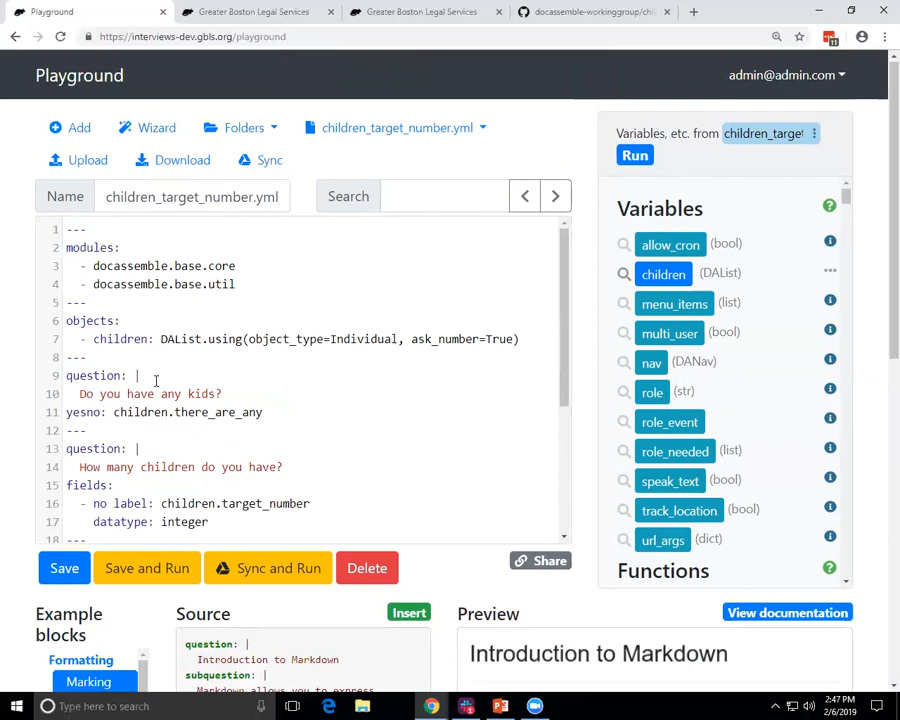 Playground
Greater Boston Legal Services
Greater Boston Legal Services
docassemble-workinggroup/chil
https://interviews-dev.gbls.org/playground
11
Playground
admin@admin.com
Add
Wizard
Folders
children_target_number.yml
Upload
Download
Sync
Variables, etc. from children_target
Run
Name
children_target_number.yml
Search
Variables
allow_cron (bool)
children (DAList)
menu_items (list)
multi_user (bool)
nav (DANav)
role (str)
role_event
role_needed (list)
speak_text (bool)
track_location (bool)
url_args (dict)
Functions
1 ---
2 modules:
3 - docassemble.base.core
4 - docassemble.base.util
5 ---
6 objects:
7 - children: DAList.using(object_type=Individual, ask_number=True)
8 ---
9 question: |
10 Do you have any kids?
11 yesno: children.there_are_any
12 ---
13 question: |
14 How many children do you have?
15 fields:
16 - no label: children.target_number
17 datatype: integer
18 ---
Save
Save and Run
Sync and Run
Delete
Share
Example blocks
Formatting
Marking
Source
Insert
question: |
Introduction to Markdown
subquestion: |
Markdown allows you to express
Preview
View documentation
Introduction to Markdown
Type here to search
2:47 PM
2/6/2019